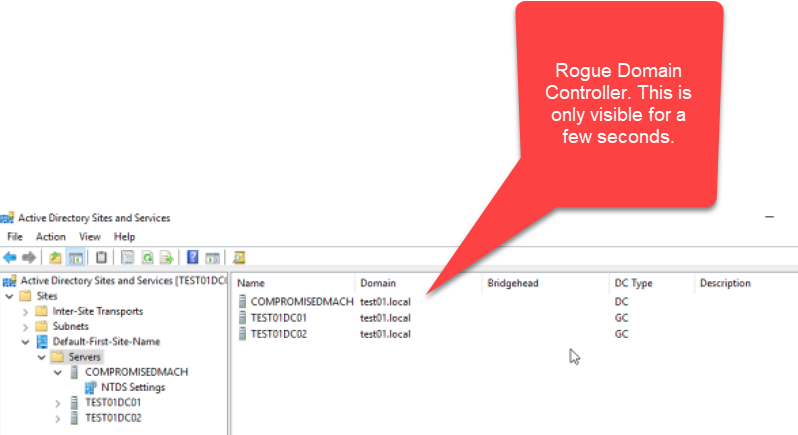 Rogue Domain
Controller. This is
only visible for a
few seconds.
Active Directory Sites and Services
File Action View Help
Active Directory Sites and Services [TEST01DC
Sites
Inter-Site Transports
Subnets
Default-First-Site-Name
Servers
COMPROMISEDMACH
NTDS Settings
TEST01DC01
TEST01DC02
Name Domain Bridgehead DC Type Description
COMPROMISEDMACH test01.local DC
TEST01DC01 test01.local GC
TEST01DC02 test01.local GC